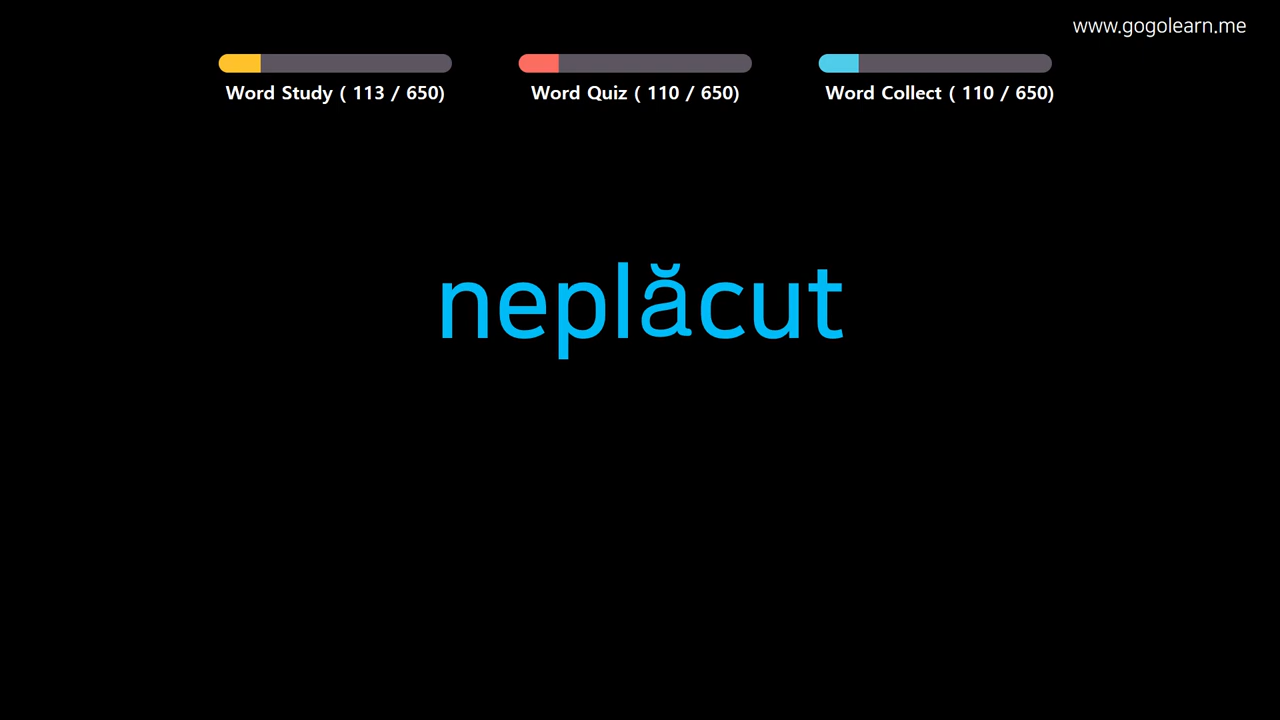 www.gogolearn.me
Word Study ( 113 / 650)
Word Quiz ( 110 / 650)
Word Collect ( 110 / 650)
neplăcut